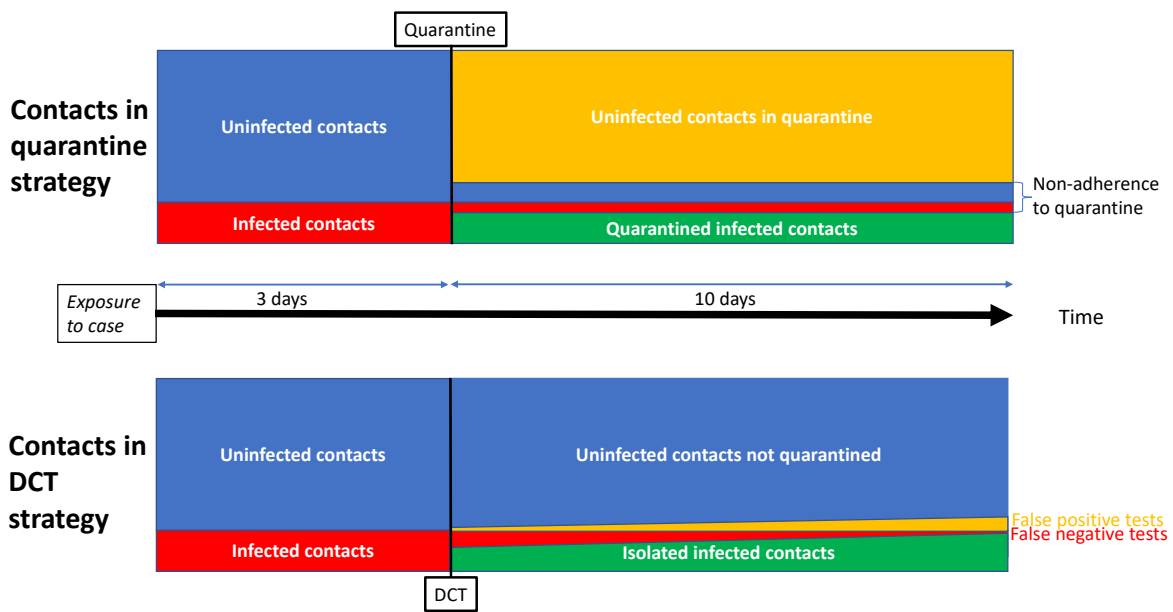 Quarantine
Contacts in
quarantine
strategy
Uninfected contacts
Uninfected contacts in quarantine
Non-adherence
to quarantine
Infected contacts
Quarantined infected contacts
Exposure
to case
3 days
10 days
Time
Contacts in
DCT
strategy
Uninfected contacts
Uninfected contacts not quarantined
False positive tests
False negative tests
Infected contacts
Isolated infected contacts
DCT